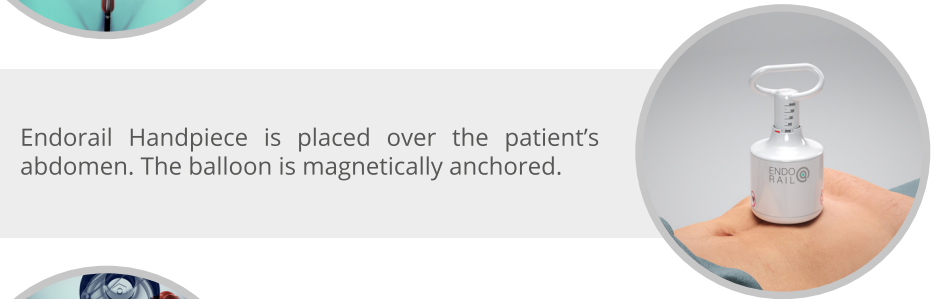 Endorail Handpiece is placed over the patient’s
abdomen. The balloon is magnetically anchored.
ENDO
RAIL